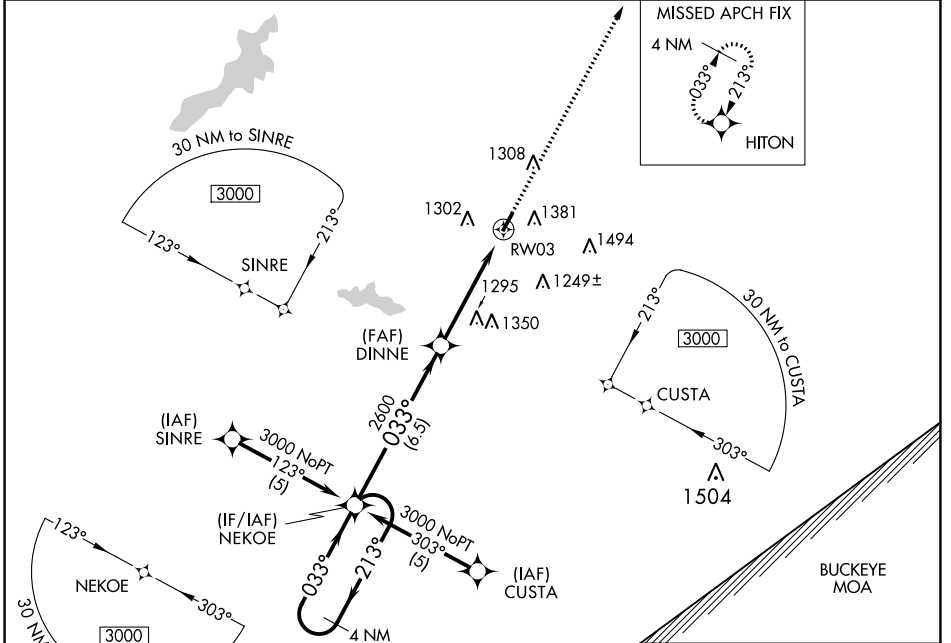 MISSED APCH FIX
4 NM
033°
213°
HITON
30 NM to SINRE
3000
123°
213°
SINRE
1308
1302
1381
RW03
1494
1249±
1295
1350
(FAF)
DINNE
213°
30 NM to CUSTA
3000
CUSTA
303°
1504
2600
033°
(6.5)
(IAF)
SINRE
3000 NoPT
123°
(5)
(IF/IAF)
NEKOE
3000 NoPT
303°
(5)
(IAF)
CUSTA
033°
213°
4 NM
123°
NEKOE
303°
30 NM
3000
BUCKEYE
MOA